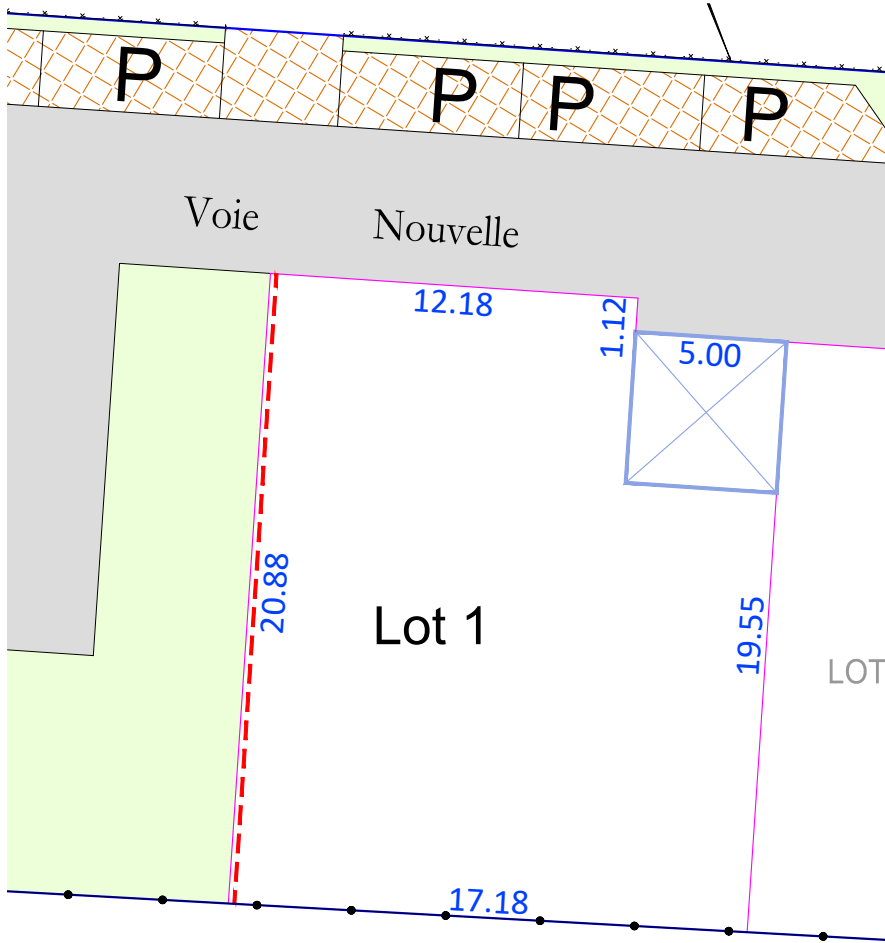 P
P
P
P
Voie
Nouvelle
12.18
1.12
5.00
20.88
Lot 1
19.55
LOT
17.18